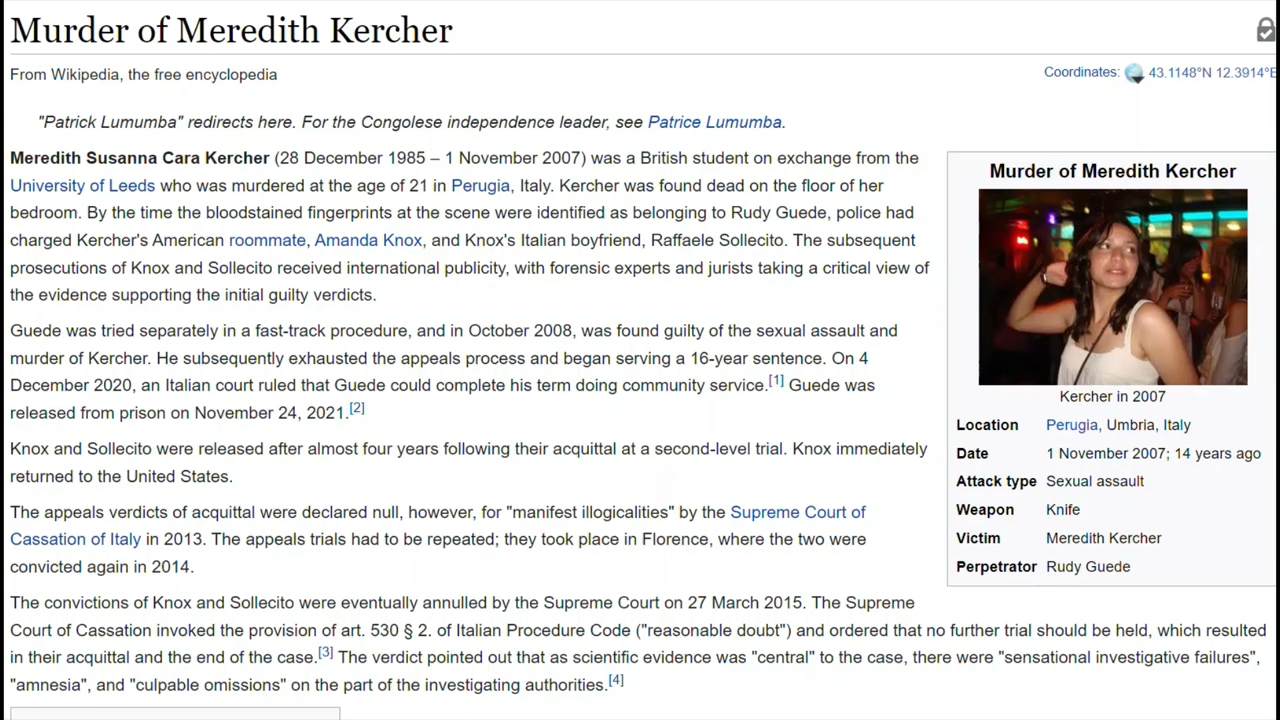 Murder of Meredith Kercher
From Wikipedia, the free encyclopedia
Coordinates: 43.1148°N 12.3914°E
"Patrick Lumumba" redirects here. For the Congolese independence leader, see Patrice Lumumba.
Meredith Susanna Cara Kercher (28 December 1985 – 1 November 2007) was a British student on exchange from the
University of Leeds who was murdered at the age of 21 in Perugia, Italy. Kercher was found dead on the floor of her
bedroom. By the time the bloodstained fingerprints at the scene were identified as belonging to Rudy Guede, police had
charged Kercher's American roommate, Amanda Knox, and Knox's Italian boyfriend, Raffaele Sollecito. The subsequent
prosecutions of Knox and Sollecito received international publicity, with forensic experts and jurists taking a critical view of
the evidence supporting the initial guilty verdicts.
Guede was tried separately in a fast-track procedure, and in October 2008, was found guilty of the sexual assault and
murder of Kercher. He subsequently exhausted the appeals process and began serving a 16-year sentence. On 4
December 2020, an Italian court ruled that Guede could complete his term doing community service.[1] Guede was
released from prison on November 24, 2021.[2]
Knox and Sollecito were released after almost four years following their acquittal at a second-level trial. Knox immediately
returned to the United States.
The appeals verdicts of acquittal were declared null, however, for "manifest illogicalities" by the Supreme Court of
Cassation of Italy in 2013. The appeals trials had to be repeated; they took place in Florence, where the two were
convicted again in 2014.
The convictions of Knox and Sollecito were eventually annulled by the Supreme Court on 27 March 2015. The Supreme
Court of Cassation invoked the provision of art. 530 § 2. of Italian Procedure Code ("reasonable doubt") and ordered that no further trial should be held, which resulted
in their acquittal and the end of the case.[3] The verdict pointed out that as scientific evidence was "central" to the case, there were "sensational investigative failures",
"amnesia", and "culpable omissions" on the part of the investigating authorities.[4]
Murder of Meredith Kercher
Kercher in 2007
Location Perugia, Umbria, Italy
Date 1 November 2007; 14 years ago
Attack type Sexual assault
Weapon Knife
Victim Meredith Kercher
Perpetrator Rudy Guede